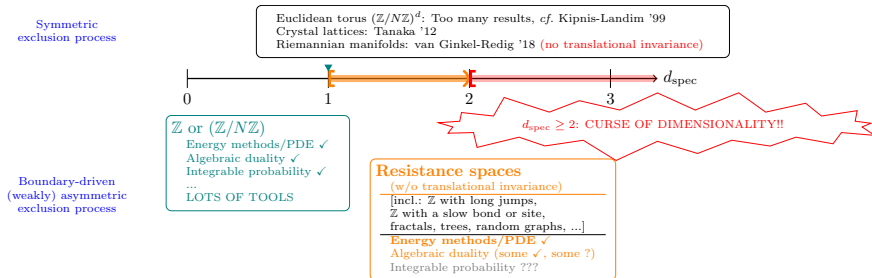 Symmetric
exclusion process
Euclidean torus (ℤ/Nℤ)^d: Too many results, cf. Kipnis-Landim '99
Crystal lattices: Tanaka '12
Riemannian manifolds: van Ginkel-Redig '18 (no translational invariance)
d_spec
0 1 2 3
ℤ or (ℤ/Nℤ)
Energy methods/PDE ✓
Algebraic duality ✓
Integrable probability ✓
...
LOTS OF TOOLS
d_spec ≥ 2: CURSE OF DIMENSIONALITY!!
Boundary-driven
(weakly) asymmetric
exclusion process
Resistance spaces
(w/o translational invariance)
[incl.: ℤ with long jumps,
ℤ with a slow bond or site,
fractals, trees, random graphs, ...]
Energy methods/PDE ✓
Algebraic duality (some ✓, some ?)
Integrable probability ???